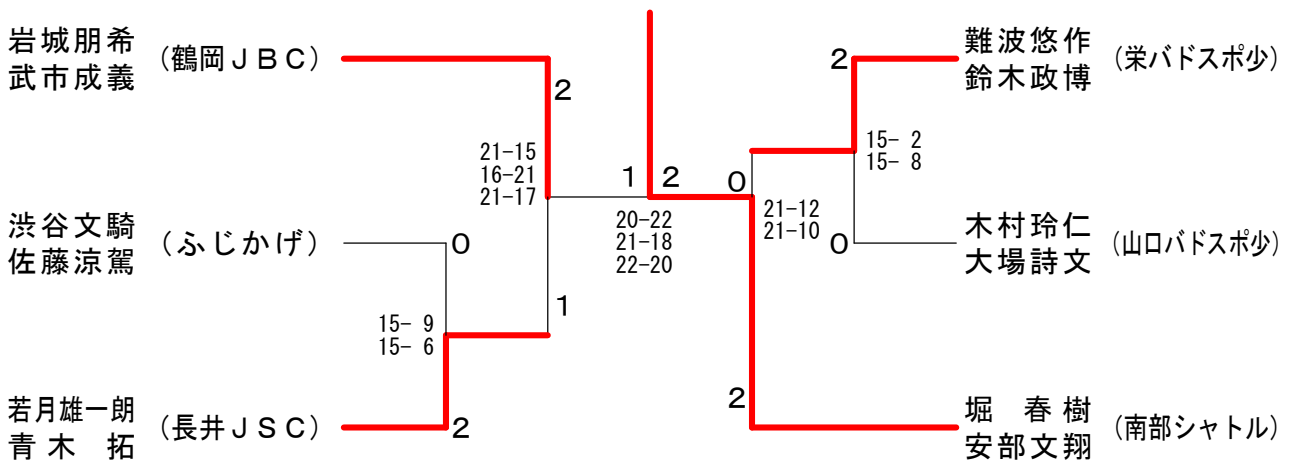 岩城朋希
武市成義
(鶴岡ＪＢＣ)
2
21-15
16-21
21-17
渋谷文騎
佐藤涼駕
(ふじかげ)
0
15- 9
15- 6
1
若月雄一朗
青木　拓
(長井ＪＳＣ)
2
1
2
20-22
21-18
22-20
難波悠作
鈴木政博
(栄バドスポ少)
2
15- 2
15- 8
0
21-12
21-10
木村玲仁
大場詩文
(山口バドスポ少)
0
堀　春樹
安部文翔
(南部シャトル)
2